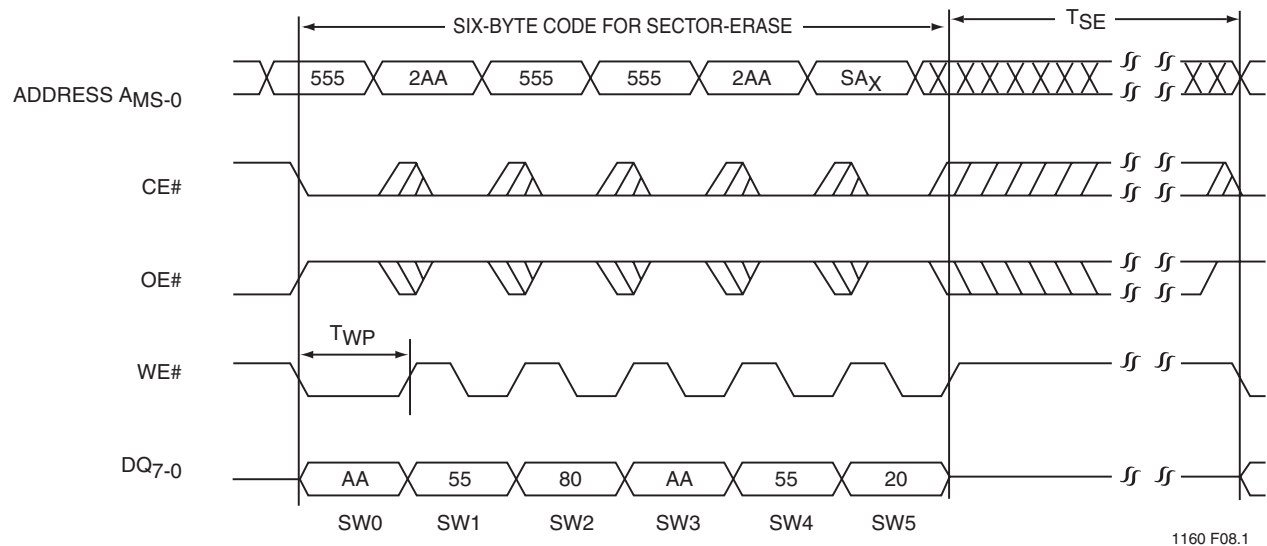 SIX-BYTE CODE FOR SECTOR-ERASE
TSE
ADDRESS AMS-0
555 2AA 555 555 2AA SAX
CE#
OE#
TWP
WE#
DQ7-0
AA 55 80 AA 55 20
SW0 SW1 SW2 SW3 SW4 SW5
1160 F08.1